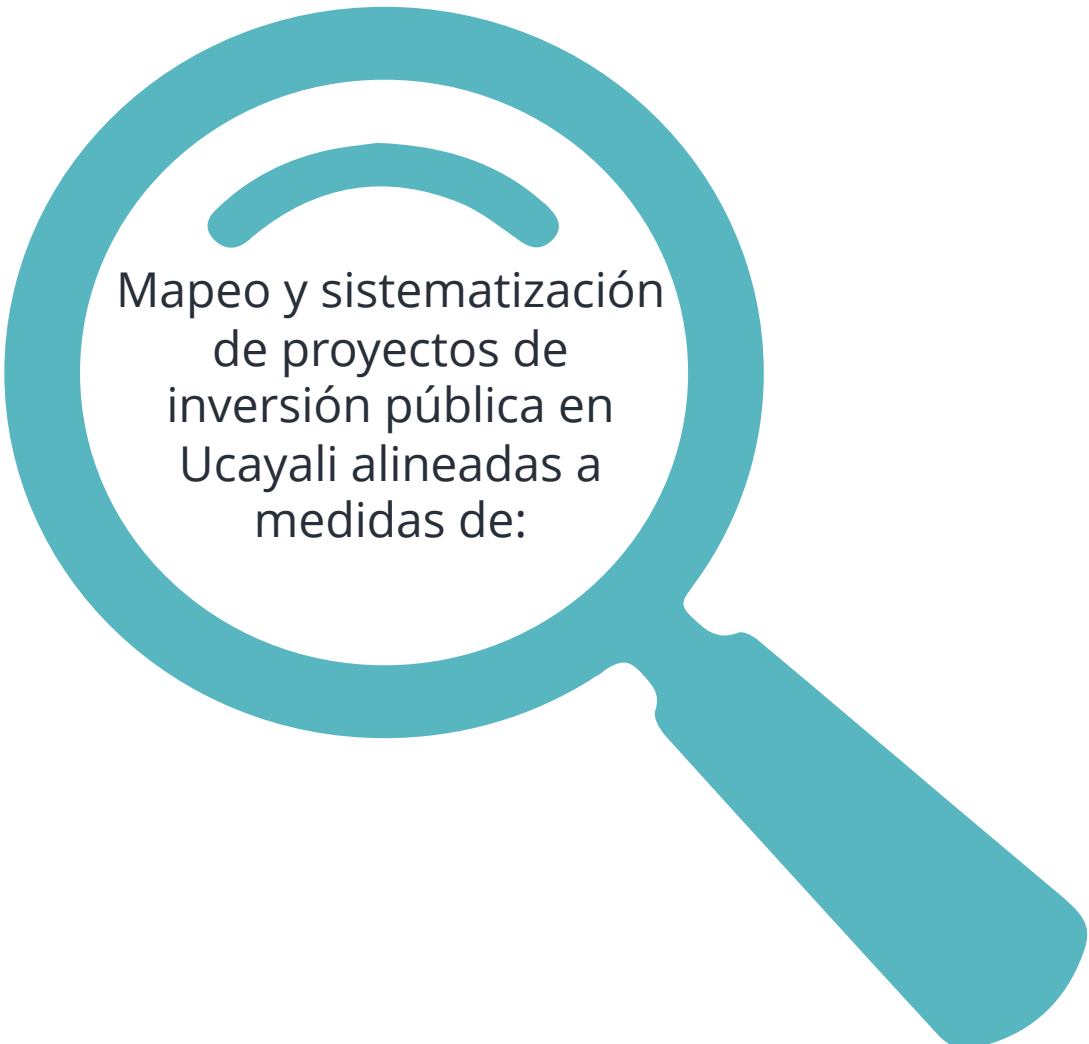 Mapeo y sistematización
de proyectos de
inversión pública en
Ucayali alineadas a
medidas de: